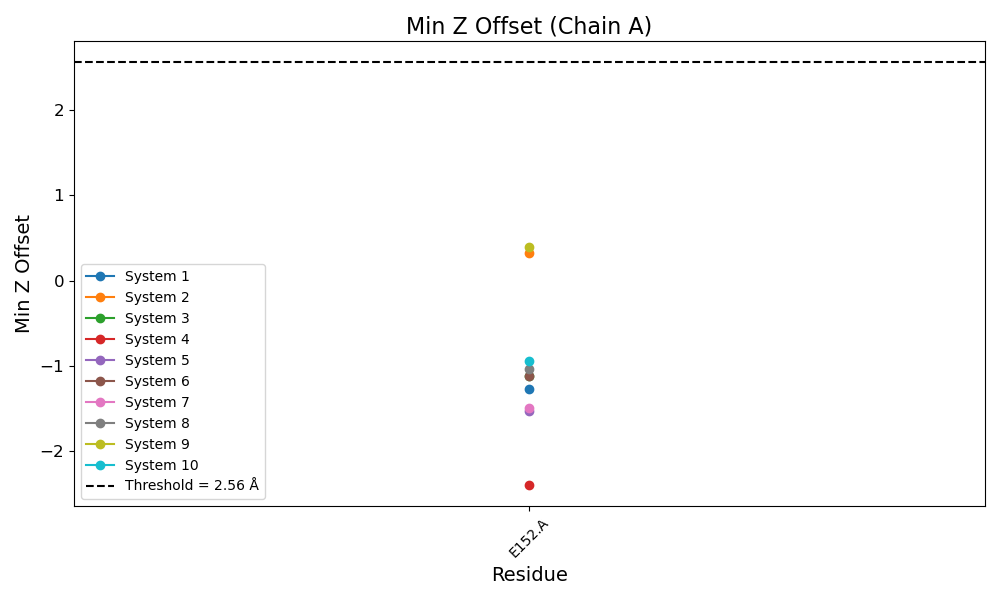 Min Z Offset (Chain A)
Min Z Offset
2
1
0
−1
−2
System 1
System 2
System 3
System 4
System 5
System 6
System 7
System 8
System 9
System 10
Threshold = 2.56 Å
E152.A
Residue